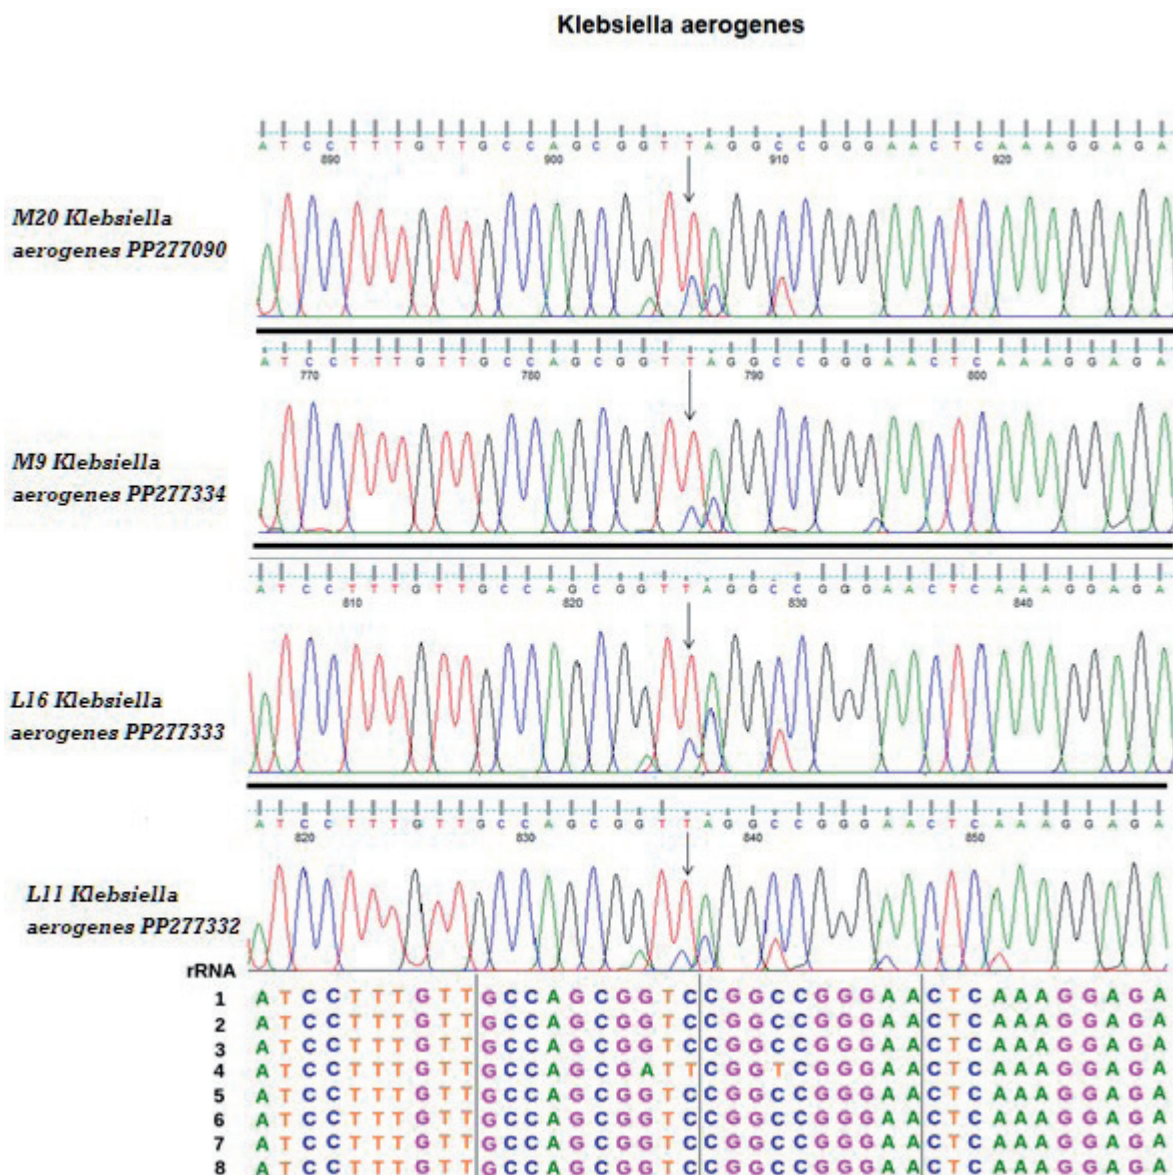 Klebsiella aerogenes
A T C C T T T G T T G C C A G C G G T T A G G C C G G G A A C T C A A A G G A G A
890 900 910 920
M20 Klebsiella
aerogenes PP277090
A T C C T T T G T T G C C A G C G G T T A G G C C G G G A A C T C A A A G G A G A
770 780 790 800
M9 Klebsiella
aerogenes PP277334
A T C C T T T G T T G C C A G C G G T T A G G C C G G G A A C T C A A A G G A G A
810 820 830 840
L16 Klebsiella
aerogenes PP277333
A T C C T T T G T T G C C A G C G G T T A G G C C G G G A A C T C A A A G G A G A
820 830 840 850
L11 Klebsiella
aerogenes PP277332
rRNA
1 A T C C T T T G T T G C C A G C G G T C C G G C C G G G A A C T C A A A G G A G A
2 A T C C T T T G T T G C C A G C G G T C C G G C C G G G A A C T C A A A G G A G A
3 A T C C T T T G T T G C C A G C G G T C C G G C C G G G A A C T C A A A G G A G A
4 A T C C T T T G T T G C C A G C G A T T C G G T C G G G A A C T C A A A G G A G A
5 A T C C T T T G T T G C C A G C G G T C C G G C C G G G A A C T C A A A G G A G A
6 A T C C T T T G T T G C C A G C G G T C C G G C C G G G A A C T C A A A G G A G A
7 A T C C T T T G T T G C C A G C G G T C C G G C C G G G A A C T C A A A G G A G A
8 A T C C T T T G T T G C C A G C G G T C C G G C C G G G A A C T C A A A G G A G A